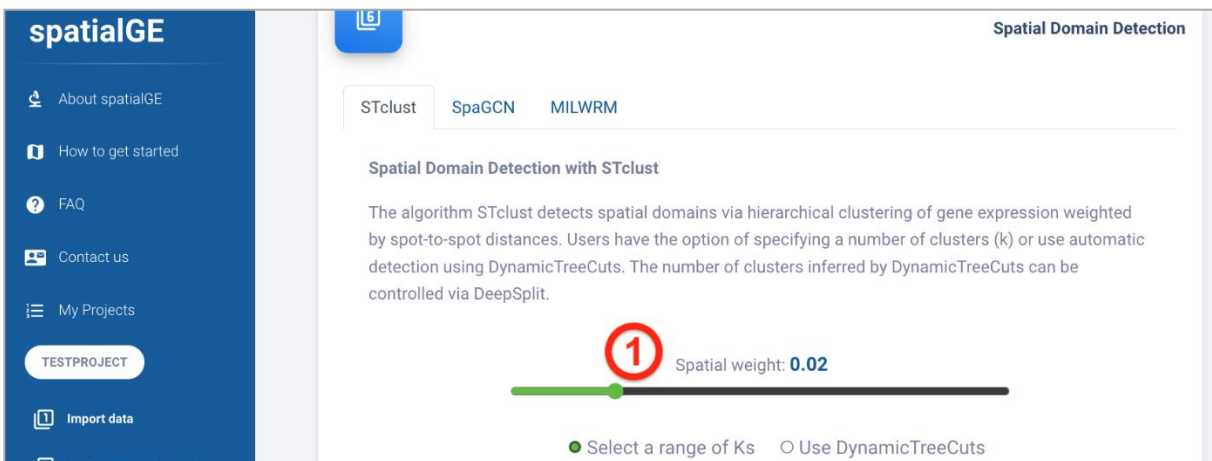 spatialGE
About spatialGE
How to get started
FAQ
Contact us
My Projects
TESTPROJECT
1
Import data
6
Spatial Domain Detection
STclust SpaGCN MILWRM
Spatial Domain Detection with STclust
The algorithm STclust detects spatial domains via hierarchical clustering of gene expression weighted
by spot-to-spot distances. Users have the option of specifying a number of clusters (k) or use automatic
detection using DynamicTreeCuts. The number of clusters inferred by DynamicTreeCuts can be
controlled via DeepSplit.
1
Spatial weight: 0.02
Select a range of Ks Use DynamicTreeCuts